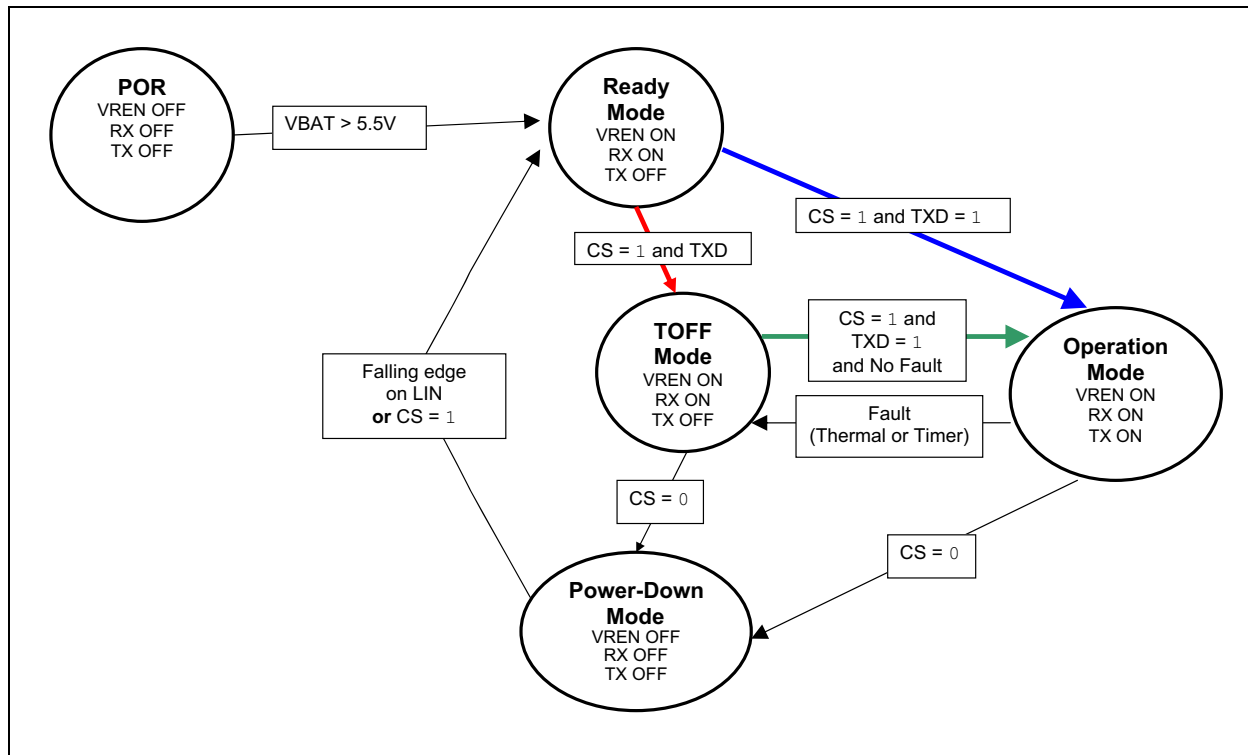 POR
VREN OFF
RX OFF
TX OFF
VBAT > 5.5V
Ready
Mode
VREN ON
RX ON
TX OFF
CS = 1 and TXD = 1
CS = 1 and TXD
TOFF
Mode
VREN ON
RX ON
TX OFF
CS = 1 and
TXD = 1
and No Fault
Operation
Mode
VREN ON
RX ON
TX ON
Falling edge
on LIN
or CS = 1
Fault
(Thermal or Timer)
CS = 0
CS = 0
Power-Down
Mode
VREN OFF
RX OFF
TX OFF